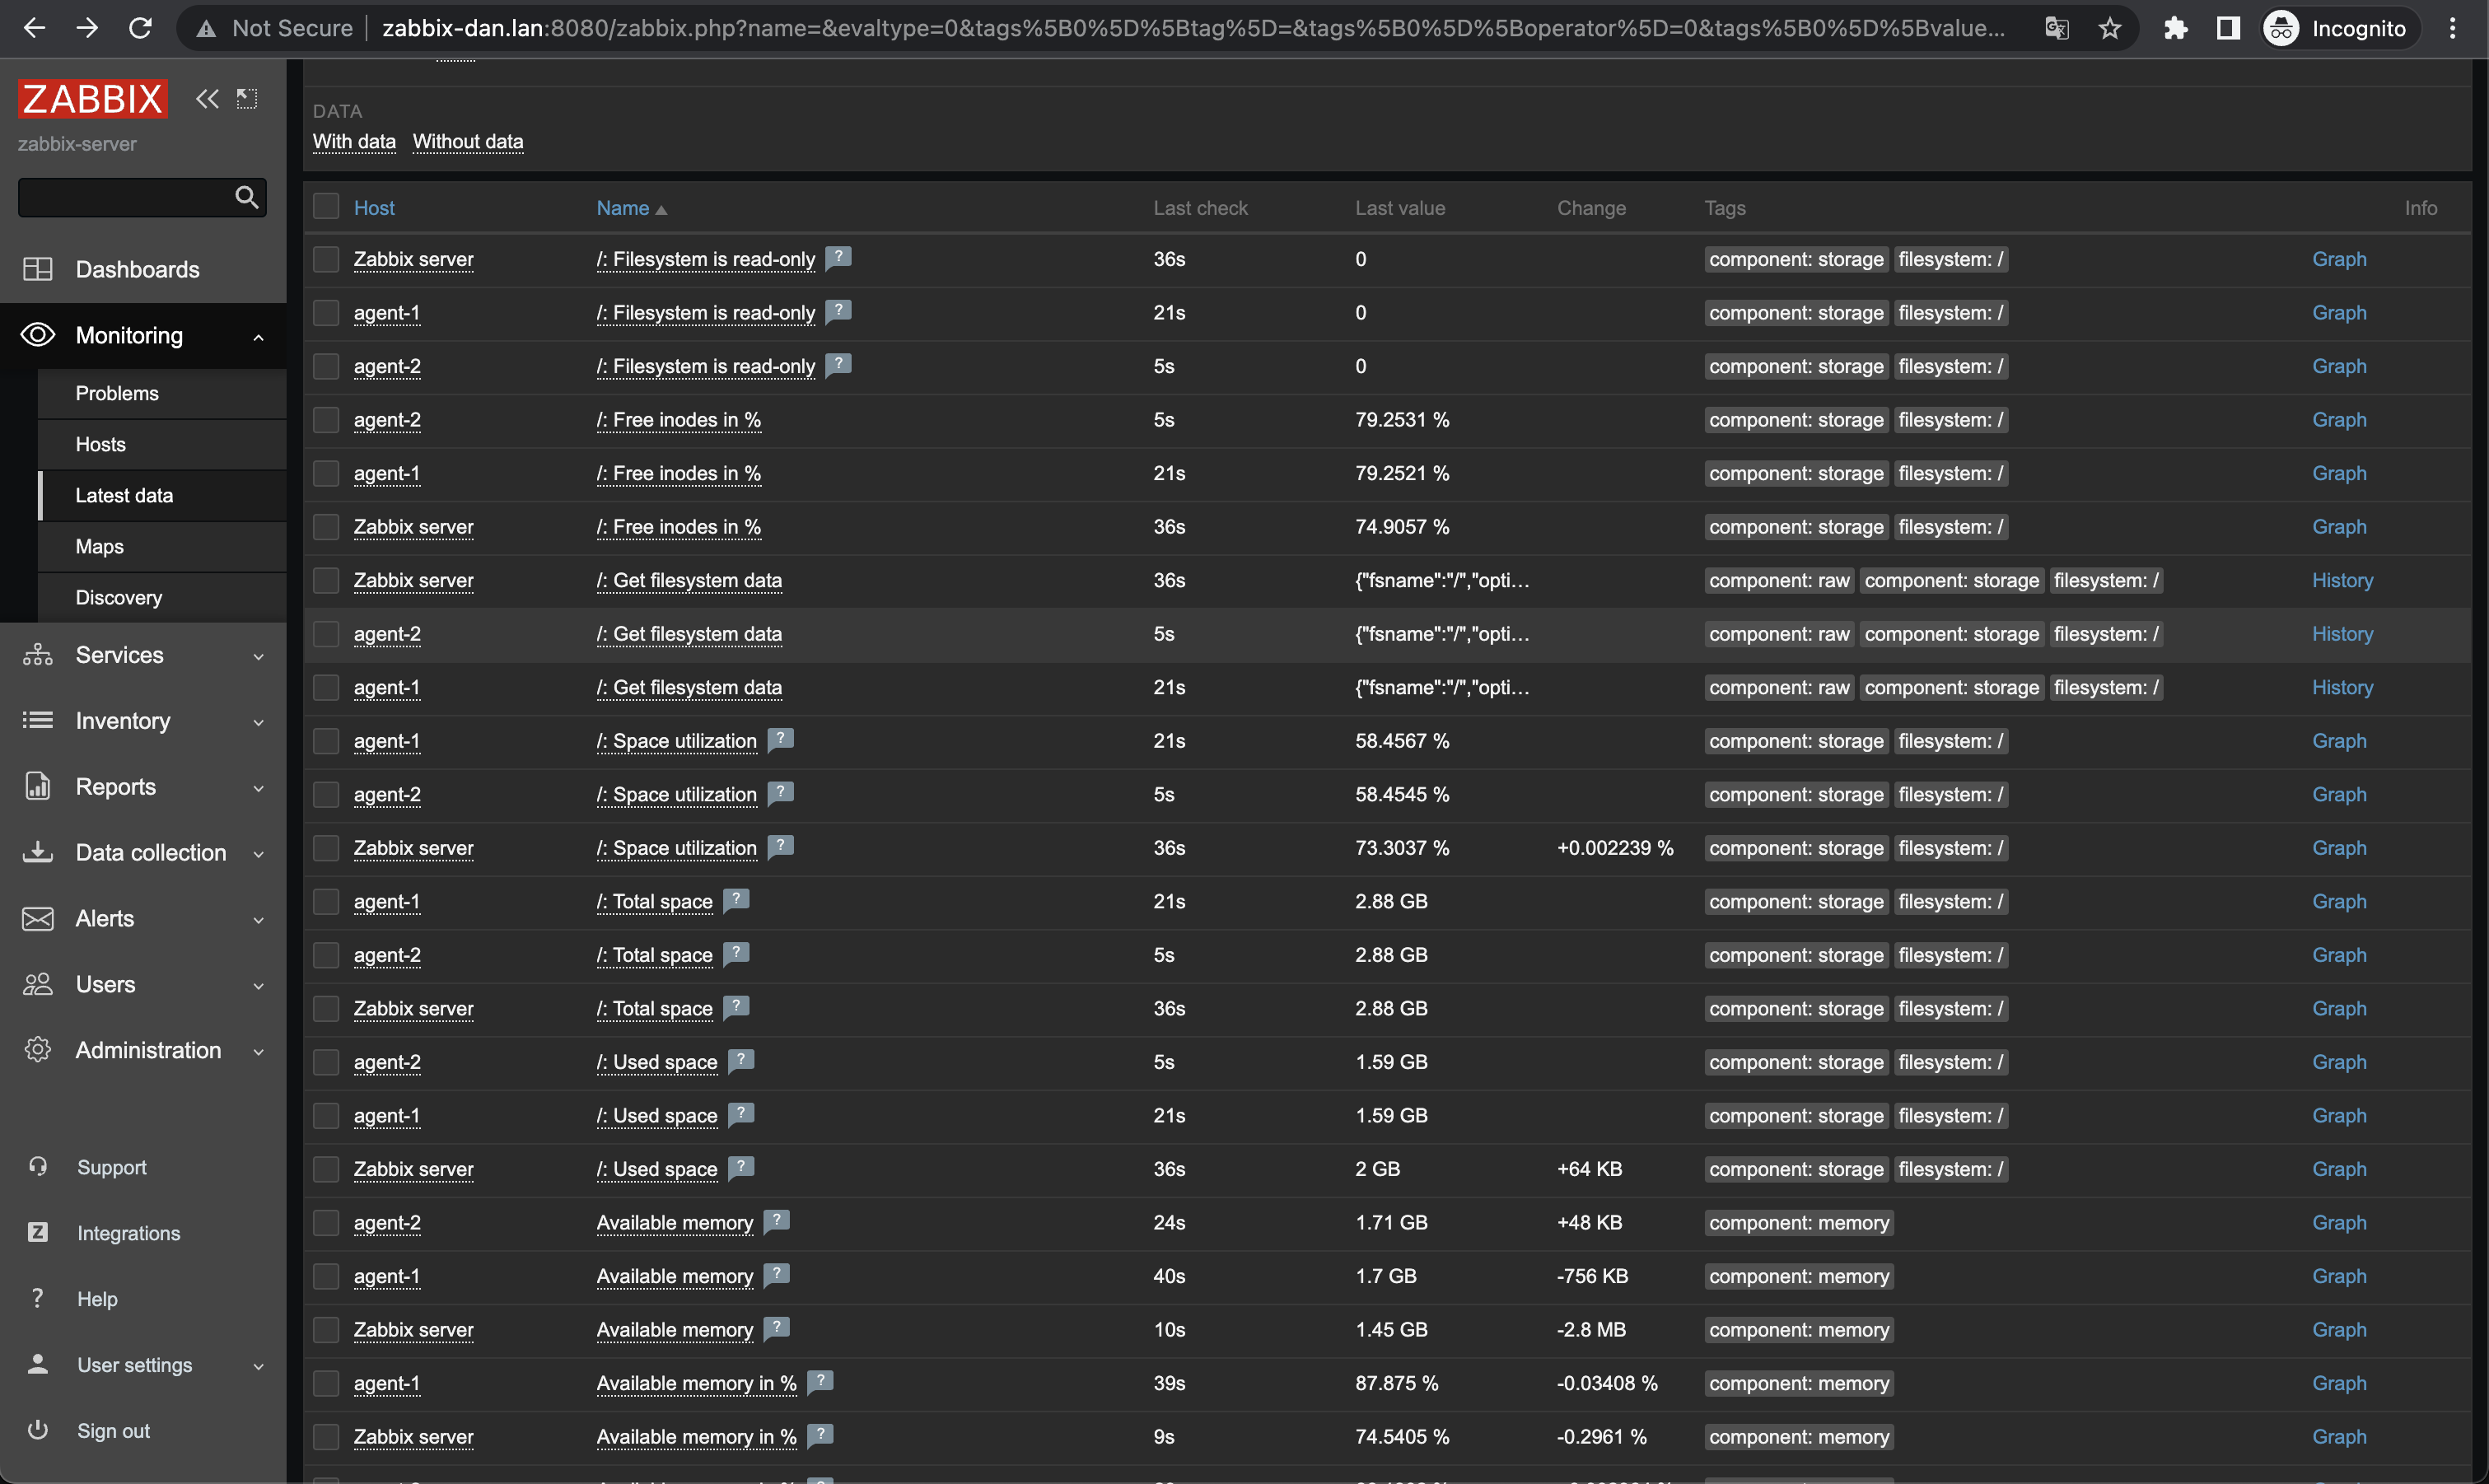 Not Secure zabbix-dan.lan:8080/zabbix.php?name=&evaltype=0&tags%5B0%5D%5Btag%5D=&tags%5B0%5D%5Boperator%5D=0&tags%5B0%5D%5Bvalue... Incognito
ZABBIX
zabbix-server
Dashboards
Monitoring
Problems
Hosts
Latest data
Maps
Discovery
Services
Inventory
Reports
Data collection
Alerts
Users
Administration
Support
Z Integrations
? Help
User settings
Sign out
DATA
With data Without data
Host Name Last check Last value Change Tags Info
Zabbix server /: Filesystem is read-only ? 36s 0 component: storage filesystem: / Graph
agent-1 /: Filesystem is read-only ? 21s 0 component: storage filesystem: / Graph
agent-2 /: Filesystem is read-only ? 5s 0 component: storage filesystem: / Graph
agent-2 /: Free inodes in % 5s 79.2531 % component: storage filesystem: / Graph
agent-1 /: Free inodes in % 21s 79.2521 % component: storage filesystem: / Graph
Zabbix server /: Free inodes in % 36s 74.9057 % component: storage filesystem: / Graph
Zabbix server /: Get filesystem data 36s {"fsname":"/","opti... component: raw component: storage filesystem: / History
agent-2 /: Get filesystem data 5s {"fsname":"/","opti... component: raw component: storage filesystem: / History
agent-1 /: Get filesystem data 21s {"fsname":"/","opti... component: raw component: storage filesystem: / History
agent-1 /: Space utilization ? 21s 58.4567 % component: storage filesystem: / Graph
agent-2 /: Space utilization ? 5s 58.4545 % component: storage filesystem: / Graph
Zabbix server /: Space utilization ? 36s 73.3037 % +0.002239 % component: storage filesystem: / Graph
agent-1 /: Total space ? 21s 2.88 GB component: storage filesystem: / Graph
agent-2 /: Total space ? 5s 2.88 GB component: storage filesystem: / Graph
Zabbix server /: Total space ? 36s 2.88 GB component: storage filesystem: / Graph
agent-2 /: Used space ? 5s 1.59 GB component: storage filesystem: / Graph
agent-1 /: Used space ? 21s 1.59 GB component: storage filesystem: / Graph
Zabbix server /: Used space ? 36s 2 GB +64 KB component: storage filesystem: / Graph
agent-2 Available memory ? 24s 1.71 GB +48 KB component: memory Graph
agent-1 Available memory ? 40s 1.7 GB -756 KB component: memory Graph
Zabbix server Available memory ? 10s 1.45 GB -2.8 MB component: memory Graph
agent-1 Available memory in % ? 39s 87.875 % -0.03408 % component: memory Graph
Zabbix server Available memory in % ? 9s 74.5405 % -0.2961 % component: memory Graph